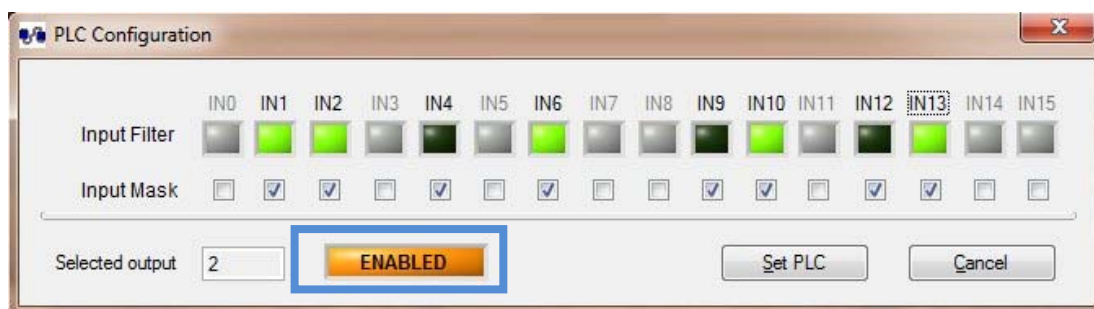 PLC Configuration
X
IN0 IN1 IN2 IN3 IN4 IN5 IN6 IN7 IN8 IN9 IN10 IN11 IN12 IN13 IN14 IN15
Input Filter
Input Mask
Selected output 2 ENABLED Set PLC Cancel